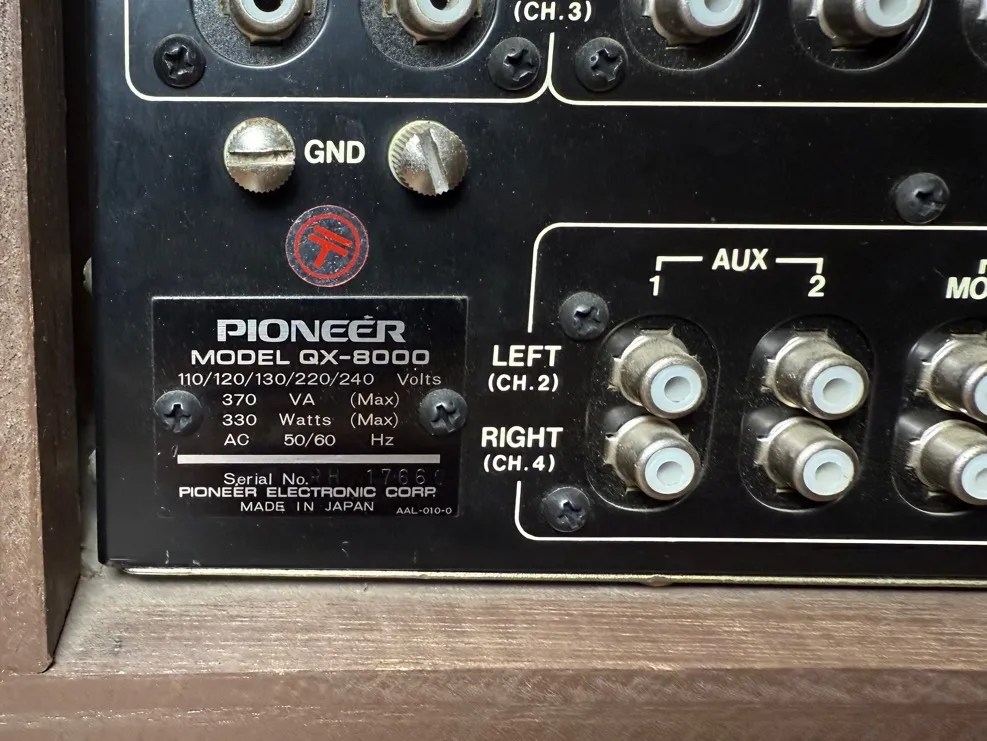 (CH.3)
GND
1 AUX 2
LEFT
(CH.2)
RIGHT
(CH.4)
PIONEER
MODEL QX-8000
110/120/130/220/240 Volts
370 VA (Max)
330 Watts (Max)
AC 50/60 Hz
Serial No.
PIONEER ELECTRONIC CORP.
MADE IN JAPAN AAL-010-0